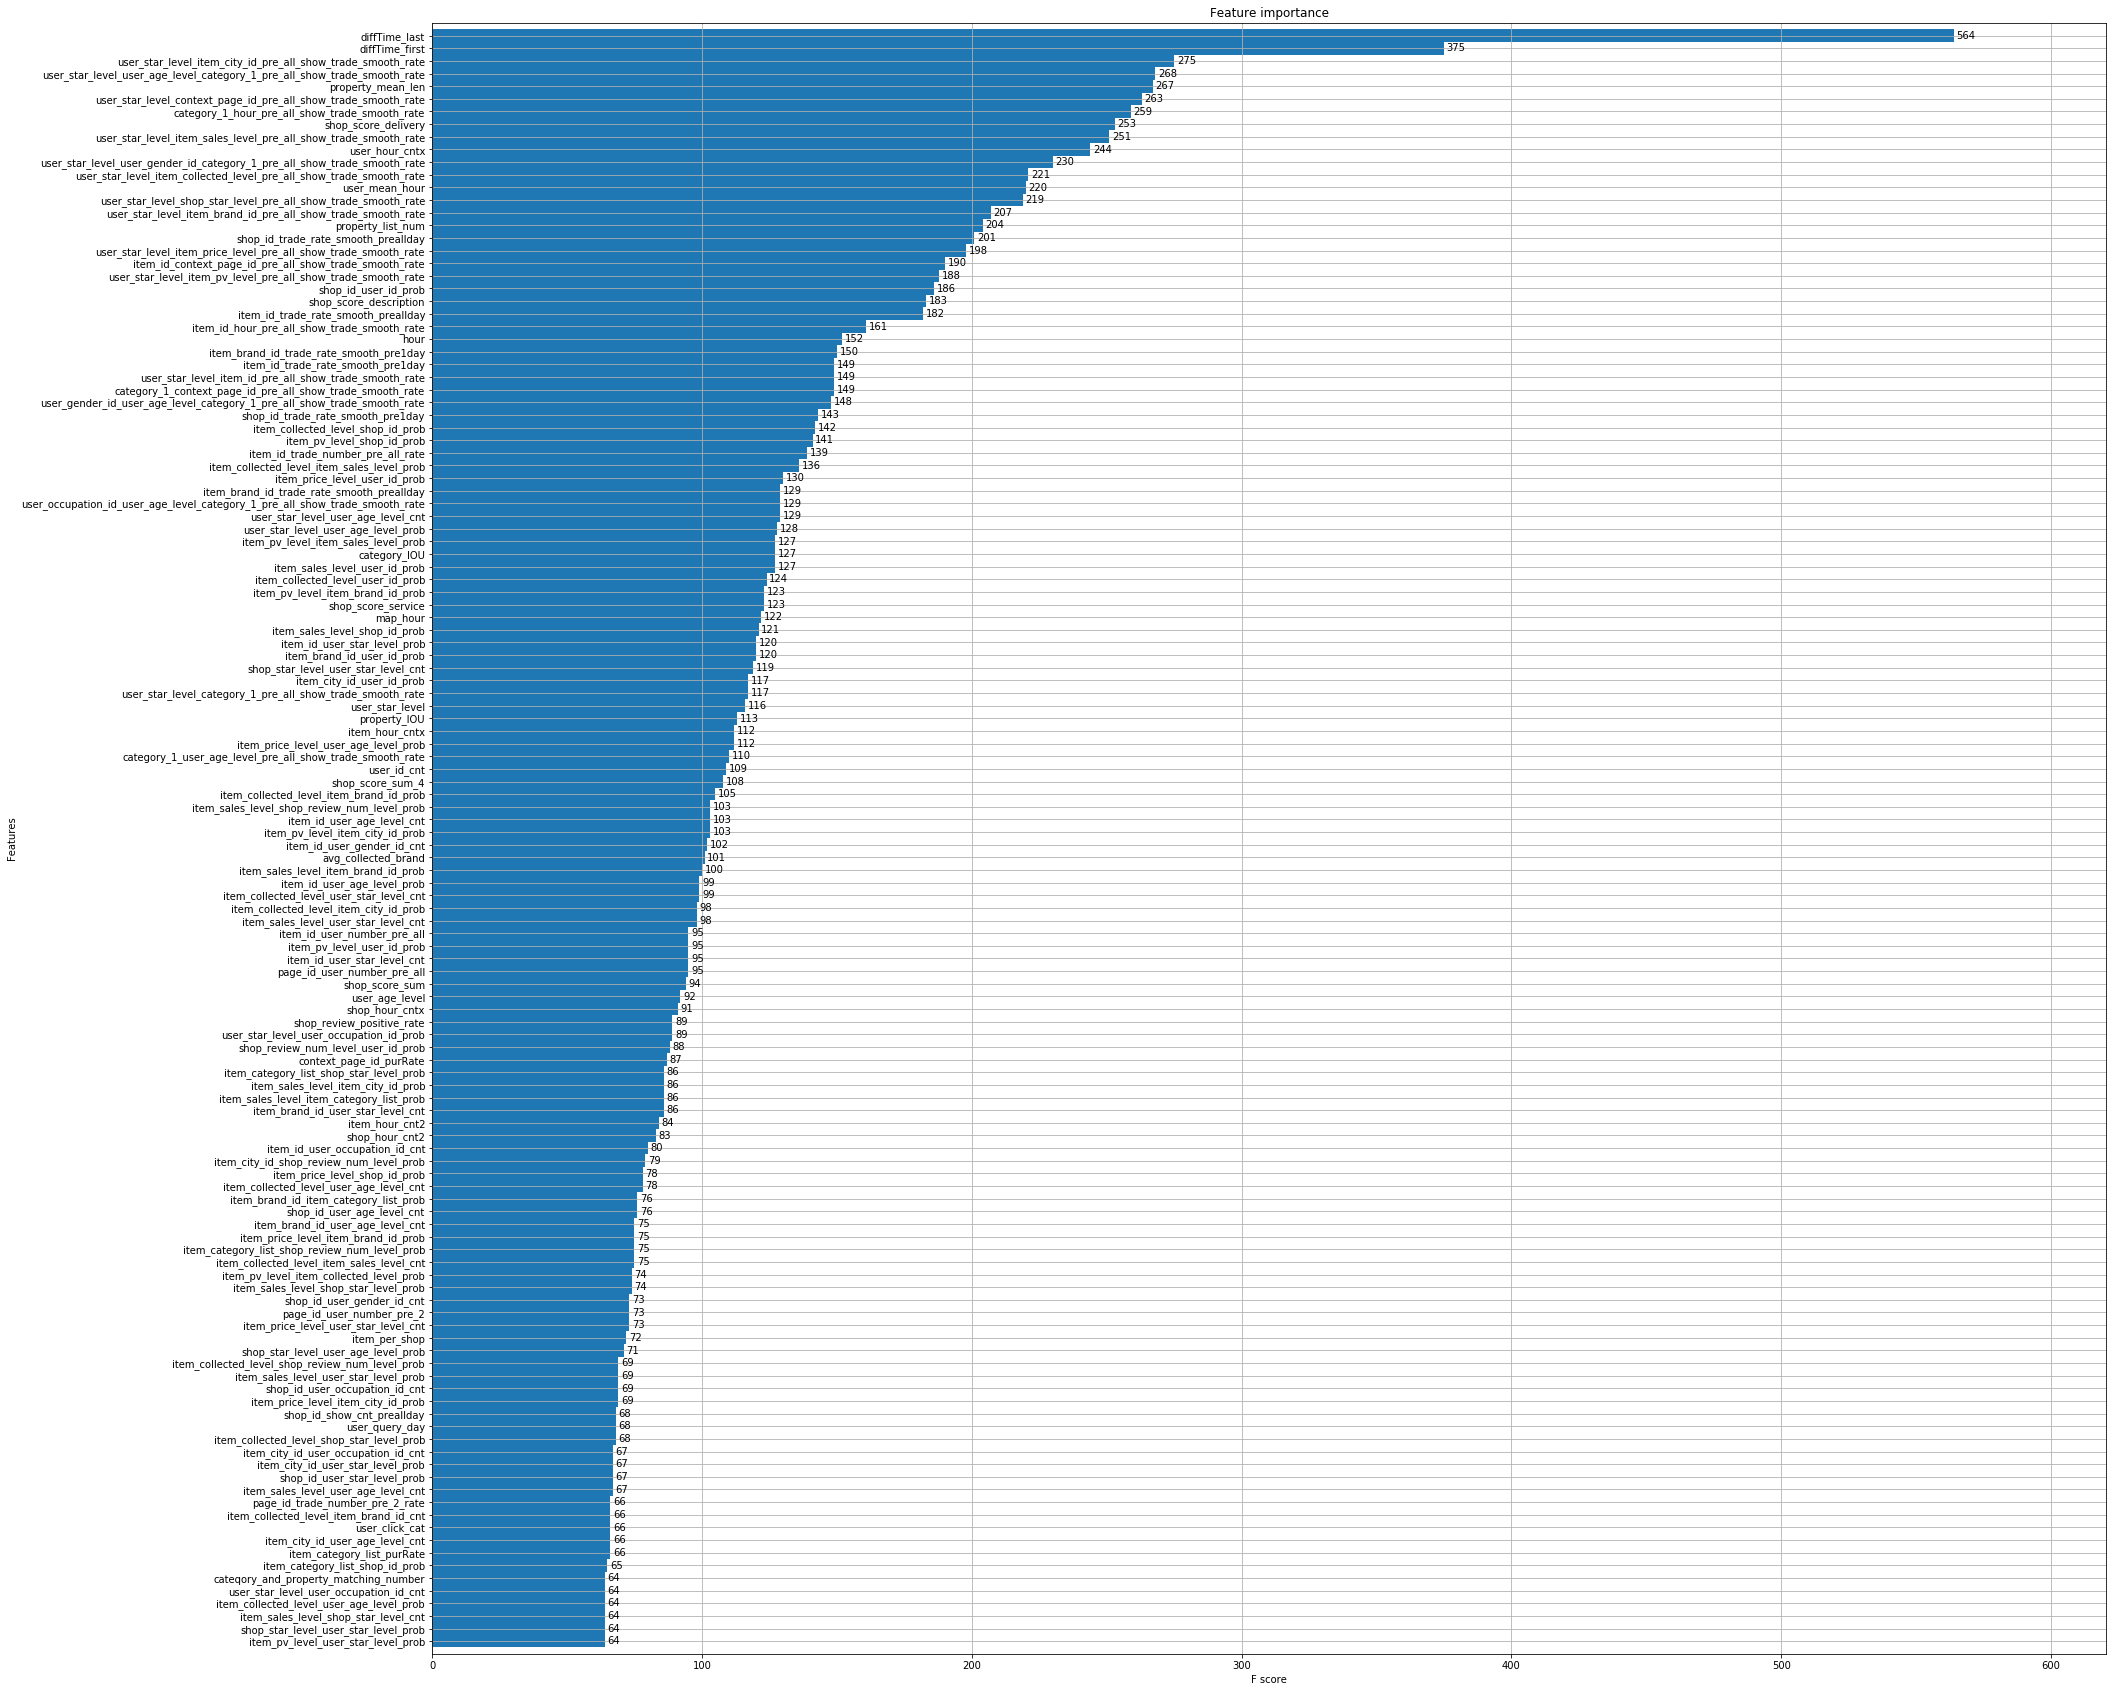 Feature importance
diffTime_last 564
diffTime_first 375
user_star_level_item_city_id_pre_all_show_trade_smooth_rate 275
user_star_level_user_age_level_category_1_pre_all_show_trade_smooth_rate 268
property_mean_len 267
user_star_level_context_page_id_pre_all_show_trade_smooth_rate 263
category_1_hour_pre_all_show_trade_smooth_rate 259
shop_score_delivery 253
user_star_level_item_sales_level_pre_all_show_trade_smooth_rate 251
user_hour_cntx 244
user_star_level_user_gender_id_category_1_pre_all_show_trade_smooth_rate 230
user_star_level_item_collected_level_pre_all_show_trade_smooth_rate 221
user_mean_hour 220
user_star_level_shop_star_level_pre_all_show_trade_smooth_rate 219
user_star_level_item_brand_id_pre_all_show_trade_smooth_rate 207
property_list_num 204
shop_id_trade_rate_smooth_preallday 201
user_star_level_item_price_level_pre_all_show_trade_smooth_rate 198
item_id_context_page_id_pre_all_show_trade_smooth_rate 190
user_star_level_item_pv_level_pre_all_show_trade_smooth_rate 188
shop_id_user_id_prob 186
shop_score_description 183
item_id_trade_rate_smooth_preallday 182
item_id_hour_pre_all_show_trade_smooth_rate 161
hour 152
item_brand_id_trade_rate_smooth_pre1day 150
item_id_trade_rate_smooth_pre1day 149
user_star_level_item_id_pre_all_show_trade_smooth_rate 149
category_1_context_page_id_pre_all_show_trade_smooth_rate 149
user_gender_id_user_age_level_category_1_pre_all_show_trade_smooth_rate 148
shop_id_trade_rate_smooth_pre1day 143
item_collected_level_shop_id_prob 142
item_pv_level_shop_id_prob 141
item_id_trade_number_pre_all_rate 139
item_collected_level_item_sales_level_prob 136
item_price_level_user_id_prob 130
item_brand_id_trade_rate_smooth_preallday 129
user_occupation_id_user_age_level_category_1_pre_all_show_trade_smooth_rate 129
user_star_level_user_age_level_cnt 129
user_star_level_user_age_level_prob 128
item_pv_level_item_sales_level_prob 127
category_IOU 127
item_sales_level_user_id_prob 127
item_collected_level_user_id_prob 124
item_pv_level_item_brand_id_prob 123
shop_score_service 123
map_hour 122
item_sales_level_shop_id_prob 121
item_id_user_star_level_prob 120
item_brand_id_user_id_prob 120
shop_star_level_user_star_level_cnt 119
item_city_id_user_id_prob 117
user_star_level_category_1_pre_all_show_trade_smooth_rate 117
user_star_level 116
property_IOU 113
item_hour_cntx 112
item_price_level_user_age_level_prob 112
category_1_user_age_level_pre_all_show_trade_smooth_rate 110
user_id_cnt 109
shop_score_sum_4 108
item_collected_level_item_brand_id_prob 105
item_sales_level_shop_review_num_level_prob 103
item_id_user_age_level_cnt 103
item_pv_level_item_city_id_prob 103
item_id_user_gender_id_cnt 102
avg_collected_brand 101
item_sales_level_item_brand_id_prob 100
item_id_user_age_level_prob 99
item_collected_level_user_star_level_cnt 99
item_collected_level_item_city_id_prob 98
item_sales_level_user_star_level_cnt 98
item_id_user_number_pre_all 95
item_pv_level_user_id_prob 95
item_id_user_star_level_cnt 95
page_id_user_number_pre_all 95
shop_score_sum 94
user_age_level 92
shop_hour_cntx 91
shop_review_positive_rate 89
user_star_level_user_occupation_id_prob 89
shop_review_num_level_user_id_prob 88
context_page_id_purRate 87
item_category_list_shop_star_level_prob 86
item_sales_level_item_city_id_prob 86
item_sales_level_item_category_list_prob 86
item_brand_id_user_star_level_cnt 86
item_hour_cnt2 84
shop_hour_cnt2 83
item_id_user_occupation_id_cnt 80
item_city_id_shop_review_num_level_prob 79
item_price_level_shop_id_prob 78
item_collected_level_user_age_level_cnt 78
item_brand_id_item_category_list_prob 76
shop_id_user_age_level_cnt 76
item_brand_id_user_age_level_cnt 75
item_price_level_item_brand_id_prob 75
item_category_list_shop_review_num_level_prob 75
item_collected_level_item_sales_level_cnt 75
item_pv_level_item_collected_level_prob 74
item_sales_level_shop_star_level_prob 74
shop_id_user_gender_id_cnt 73
page_id_user_number_pre_2 73
item_price_level_user_star_level_cnt 73
item_per_shop 72
shop_star_level_user_age_level_prob 71
item_collected_level_shop_review_num_level_prob 69
item_sales_level_user_star_level_prob 69
shop_id_user_occupation_id_cnt 69
item_price_level_item_city_id_prob 69
shop_id_show_cnt_preallday 68
user_query_day 68
item_collected_level_shop_star_level_prob 68
item_city_id_user_occupation_id_cnt 67
item_city_id_user_star_level_prob 67
shop_id_user_star_level_prob 67
item_sales_level_user_age_level_cnt 67
page_id_trade_number_pre_2_rate 66
item_collected_level_item_brand_id_cnt 66
user_click_cat 66
item_city_id_user_age_level_cnt 66
item_category_list_purRate 66
item_category_list_shop_id_prob 65
cateqory_and_property_matching_number 64
user_star_level_user_occupation_id_cnt 64
item_collected_level_user_age_level_prob 64
item_sales_level_shop_star_level_cnt 64
shop_star_level_user_star_level_prob 64
item_pv_level_user_star_level_prob 64
Features
0 100 200 300 400 500 600
F score